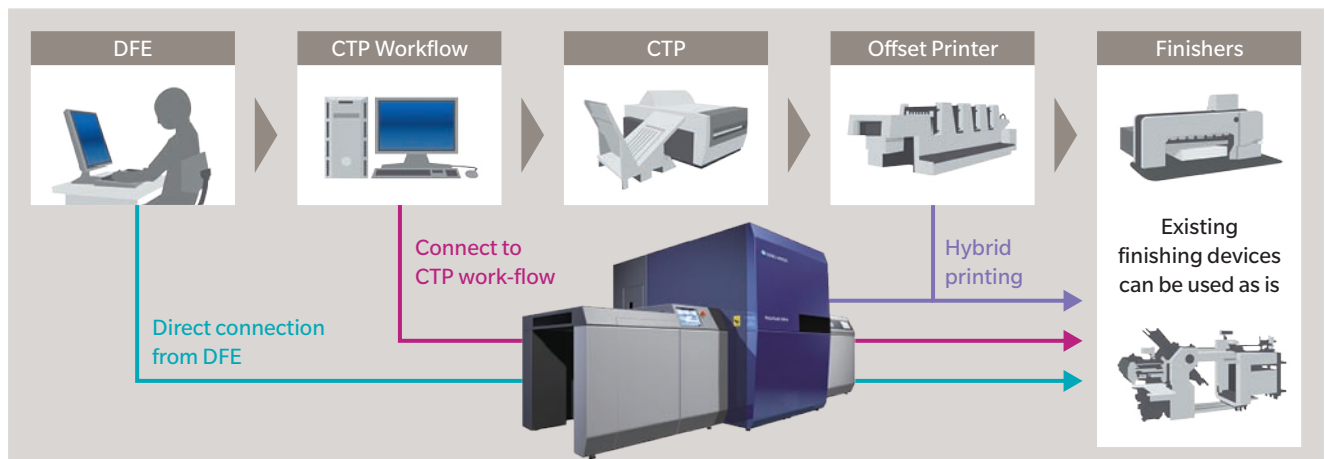 DFE
CTP Workflow
CTP
Offset Printer
Finishers
Connect to
CTP work-flow
Hybrid
printing
Existing
finishing devices
can be used as is
Direct connection
from DFE